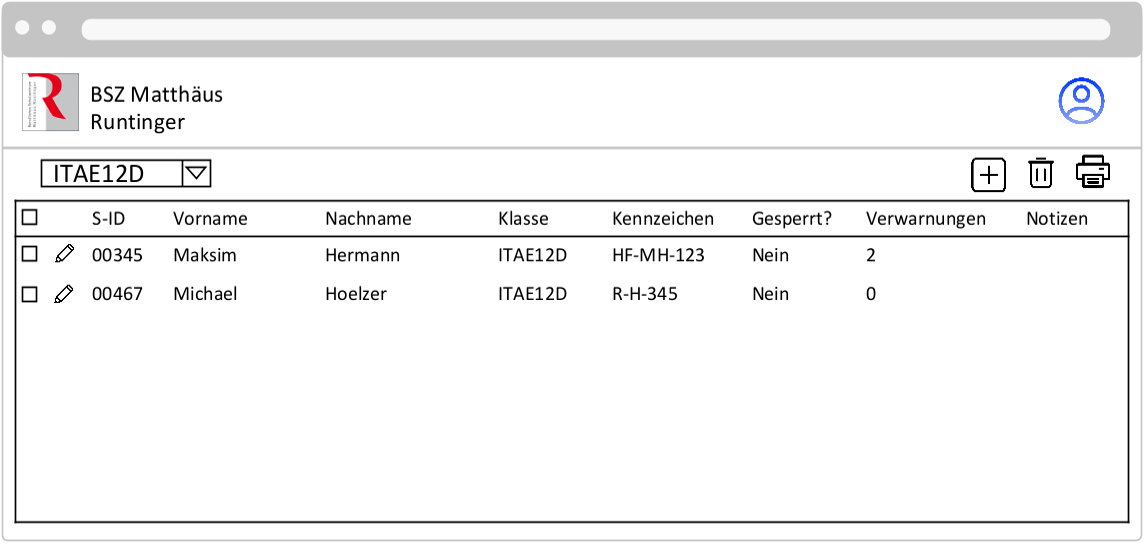 BSZ Matthäus
Runtinger
ITAE12D
S-ID Vorname Nachname Klasse Kennzeichen Gesperrt? Verwarnungen Notizen
00345 Maksim Hermann ITAE12D HF-MH-123 Nein 2
00467 Michael Hoelzer ITAE12D R-H-345 Nein 0